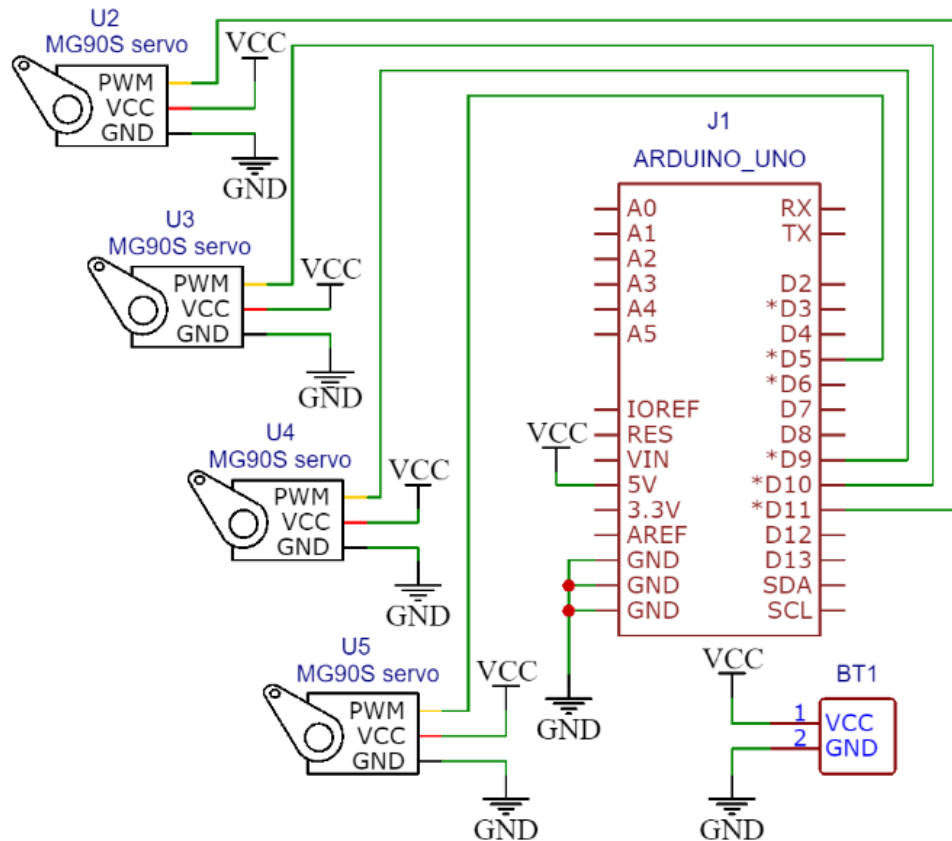 U2
MG90S servo
PWM
VCC
GND
VCC
GND
U3
MG90S servo
PWM
VCC
GND
VCC
GND
U4
MG90S servo
PWM
VCC
GND
VCC
GND
U5
MG90S servo
PWM
VCC
GND
VCC
GND
J1
ARDUINO_UNO
A0
A1
A2
A3
A4
A5
IOREF
RES
VIN
5V
3.3V
AREF
GND
GND
GND
RX
TX
D2
*D3
D4
*D5
*D6
D7
D8
*D9
*D10
*D11
D12
D13
SDA
SCL
VCC
GND
VCC
BT1
1 VCC
2 GND
GND